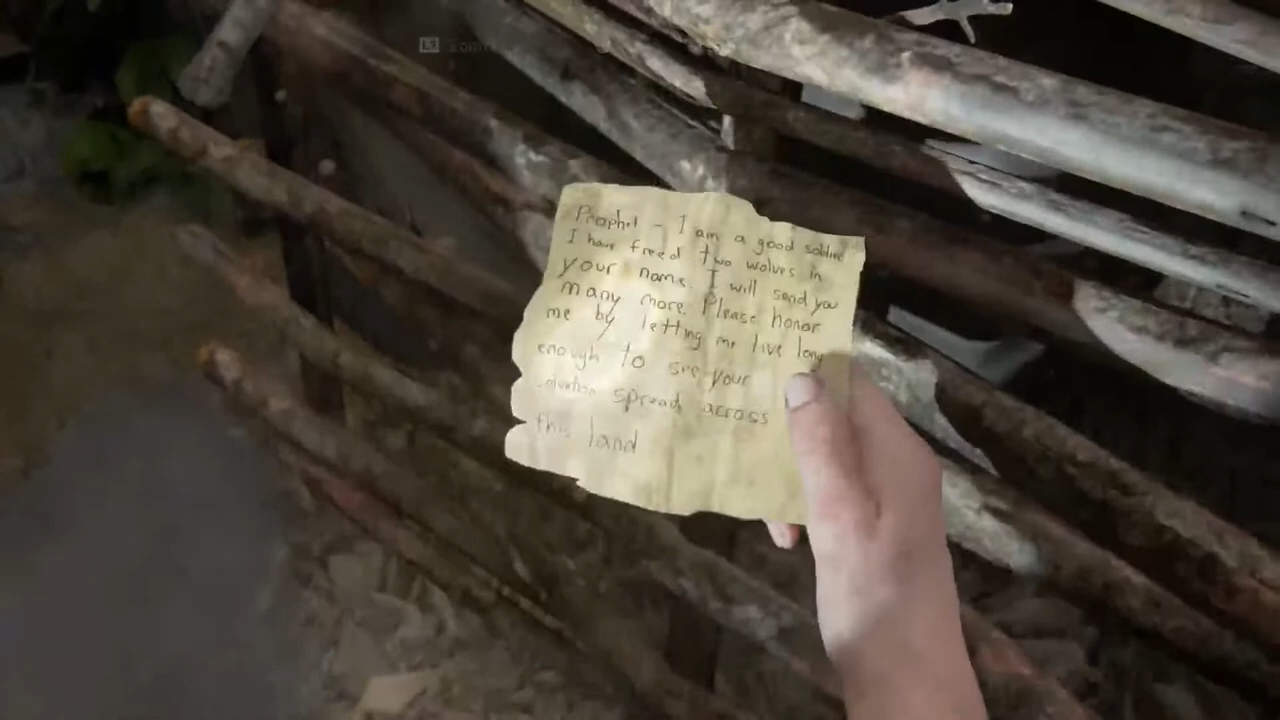 Prophet - I am a good soldier
I have freed two wolves in
your name. I will send you
many more. Please honor
me by letting me live long
enough to see your
salvation spread across
this land